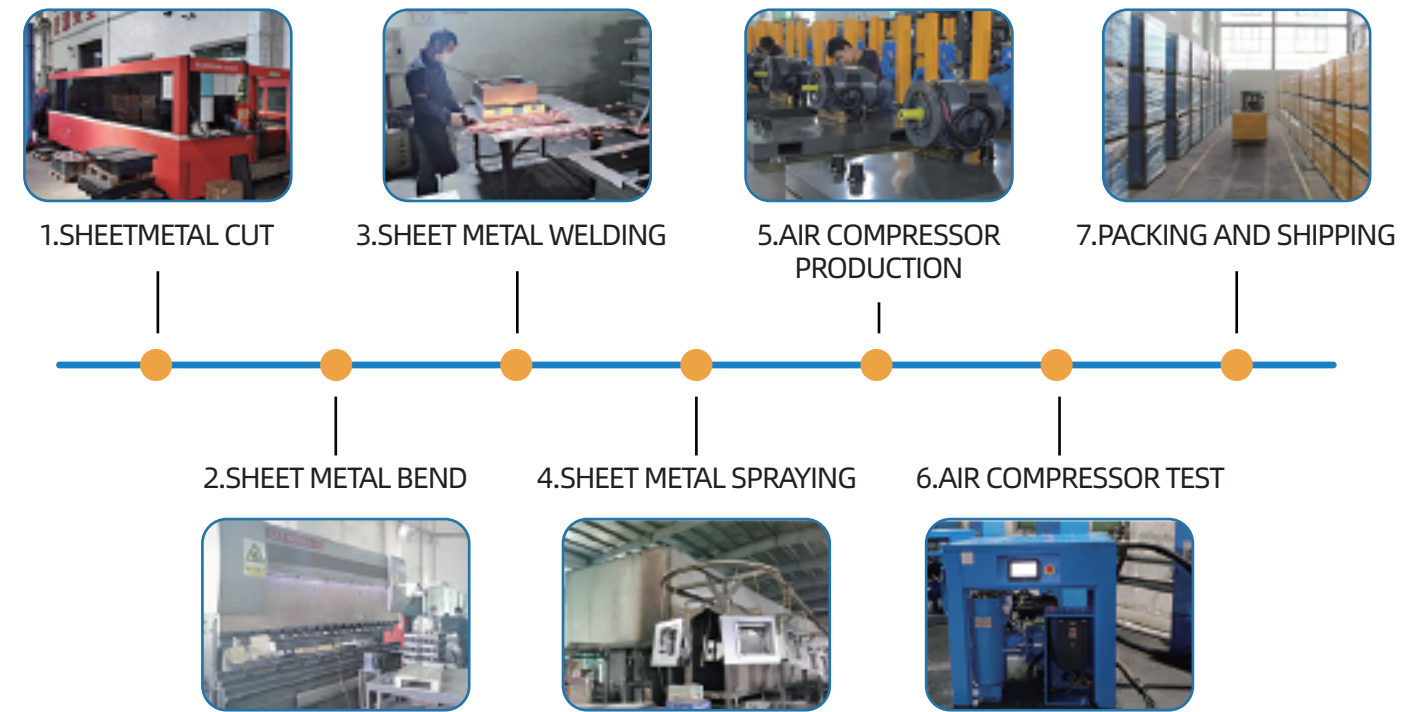 1.SHEETMETAL CUT
2.SHEET METAL BEND
3.SHEET METAL WELDING
4.SHEET METAL SPRAYING
5.AIR COMPRESSOR
PRODUCTION
6.AIR COMPRESSOR TEST
7.PACKING AND SHIPPING